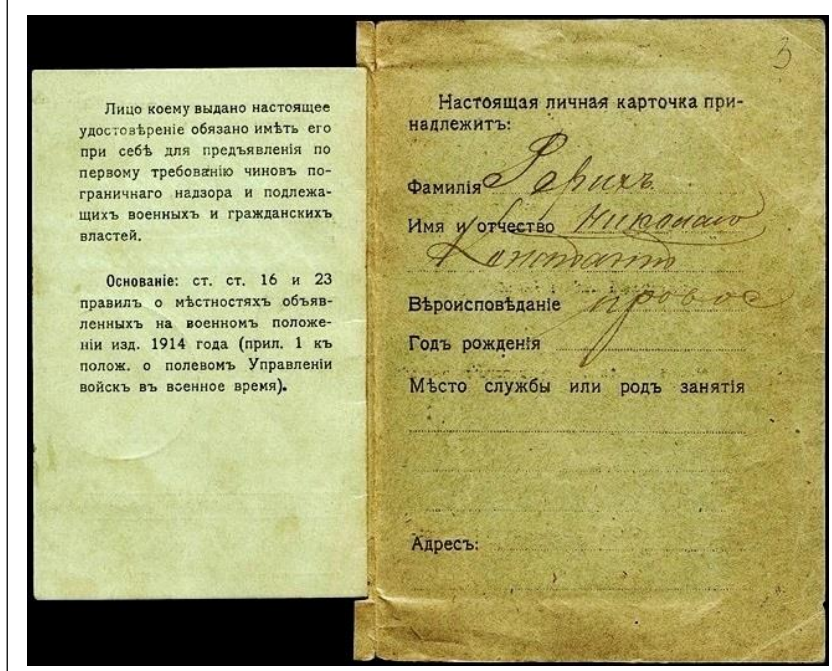 Лицо коему выдано настоящее
удостовѣреніе обязано имѣть его
при себѣ для предъявленія по
первому требованію чиновъ по-
граничнаго надзора и подлежа-
щихъ военныхъ и гражданскихъ
властей.
Основаніе: ст. ст. 16 и 23
правилъ о мѣстностяхъ объяв-
ленныхъ на военномъ положе-
ніи изд. 1914 года (прил. 1 къ
полож. о полевомъ Управленіи
войскъ въ военное время).
3
Настоящая личная карточка при-
надлежитъ:
Фамилія Рерихъ
Имя и отчество Николай
Константи
Вѣроисповѣданіе правос
Годъ рожденія
Мѣсто службы или родъ занятія
Адресъ: